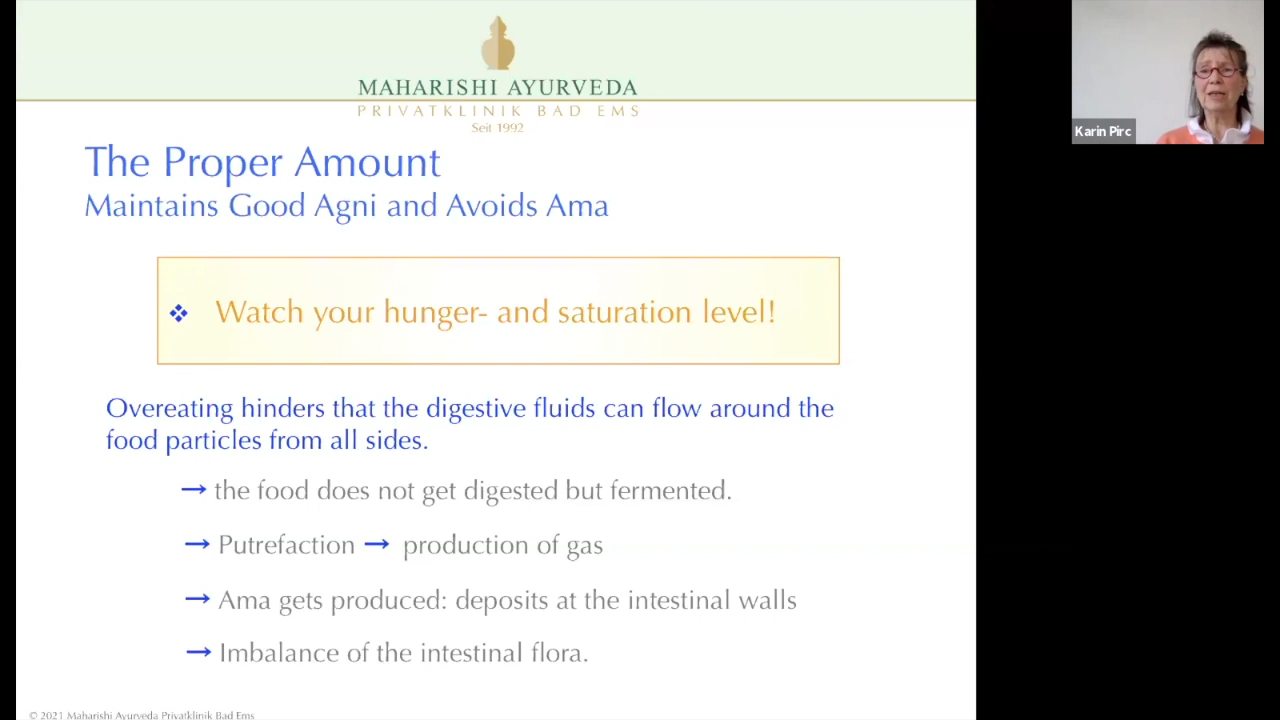 MAHARISHI AYURVEDA
PRIVATKLINIK BAD EMS
Seit 1992
Karin Pirc
The Proper Amount
Maintains Good Agni and Avoids Ama
❖ Watch your hunger- and saturation level!
Overeating hinders that the digestive fluids can flow around the
food particles from all sides.
→ the food does not get digested but fermented.
→ Putrefaction → production of gas
→ Ama gets produced: deposits at the intestinal walls
→ Imbalance of the intestinal flora.
© 2021 Maharishi Ayurveda Privatklinik Bad Ems